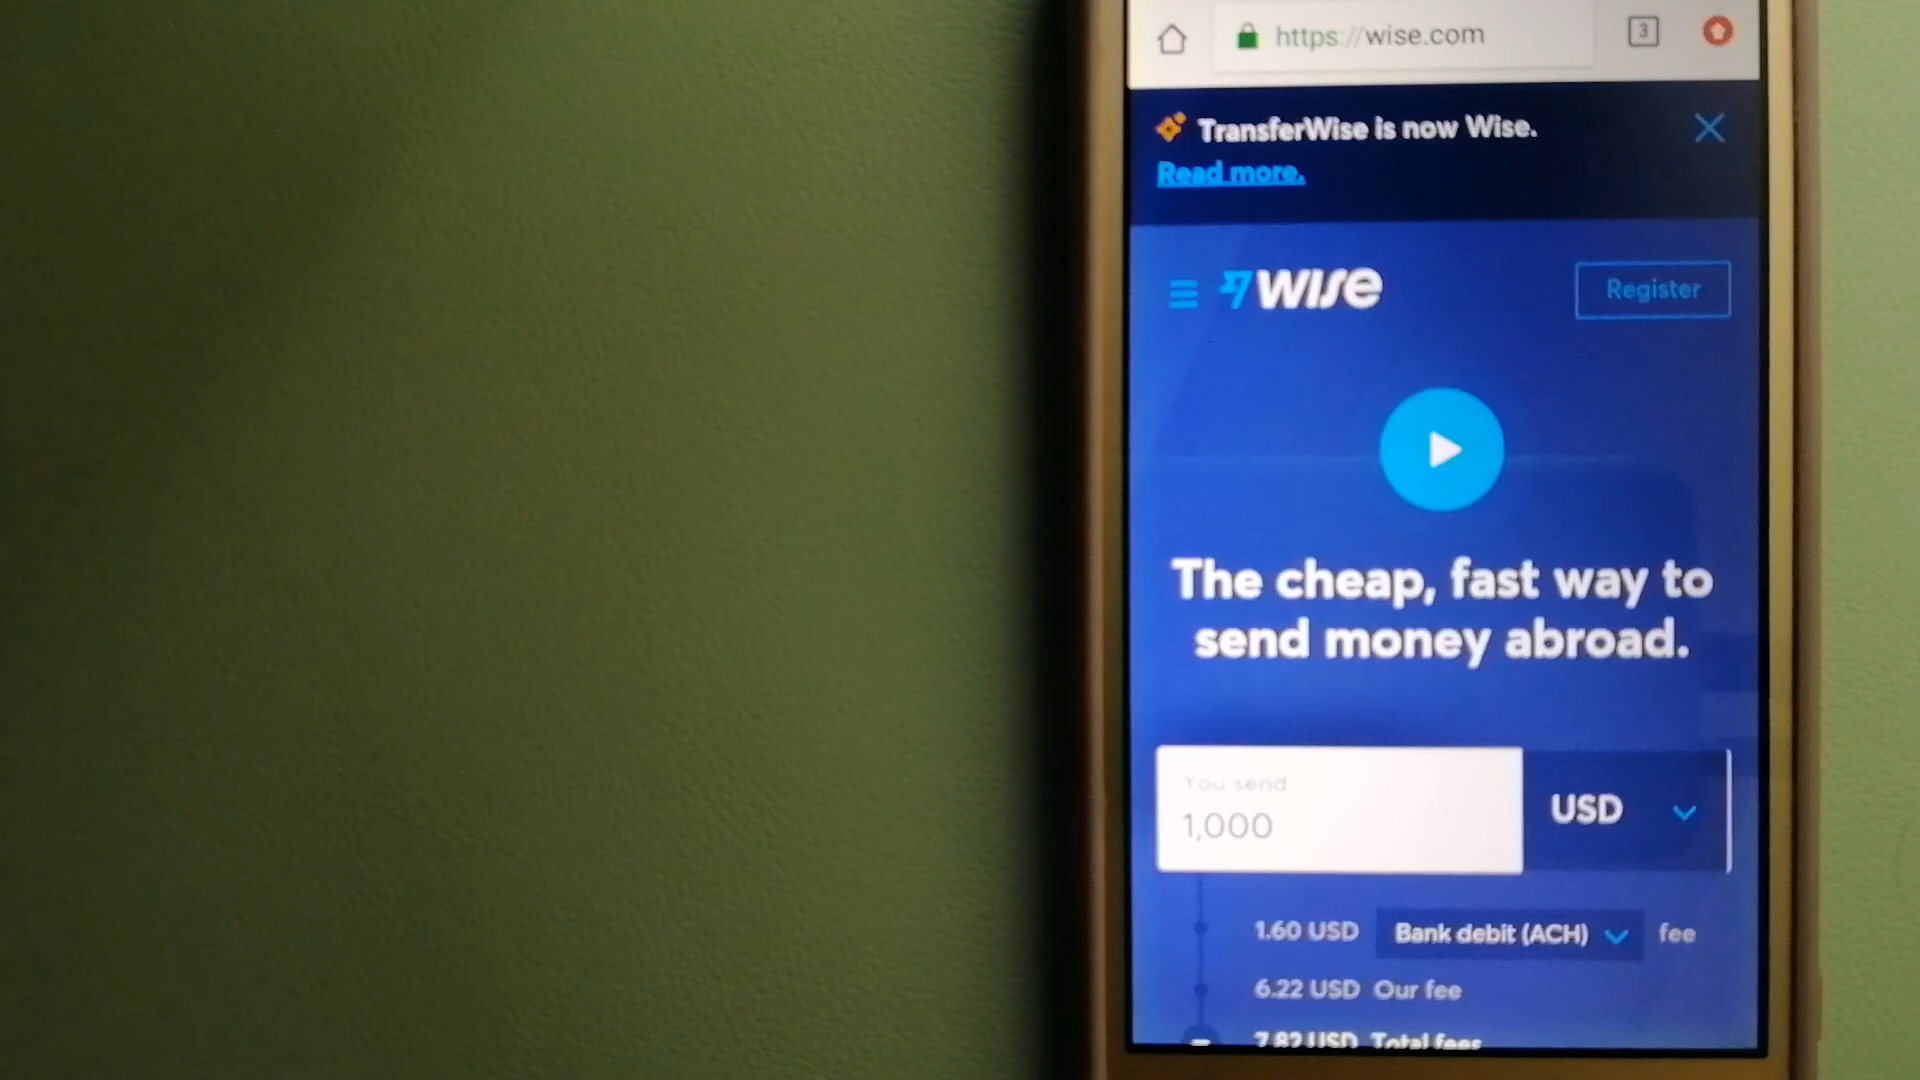 https://wise.com
3
TransferWise is now Wise.
Read more.
wise
Register
The cheap, fast way to
send money abroad.
You send
1,000
USD
1.60 USD Bank debit (ACH) fee
6.22 USD Our fee
7.82 USD Total fees